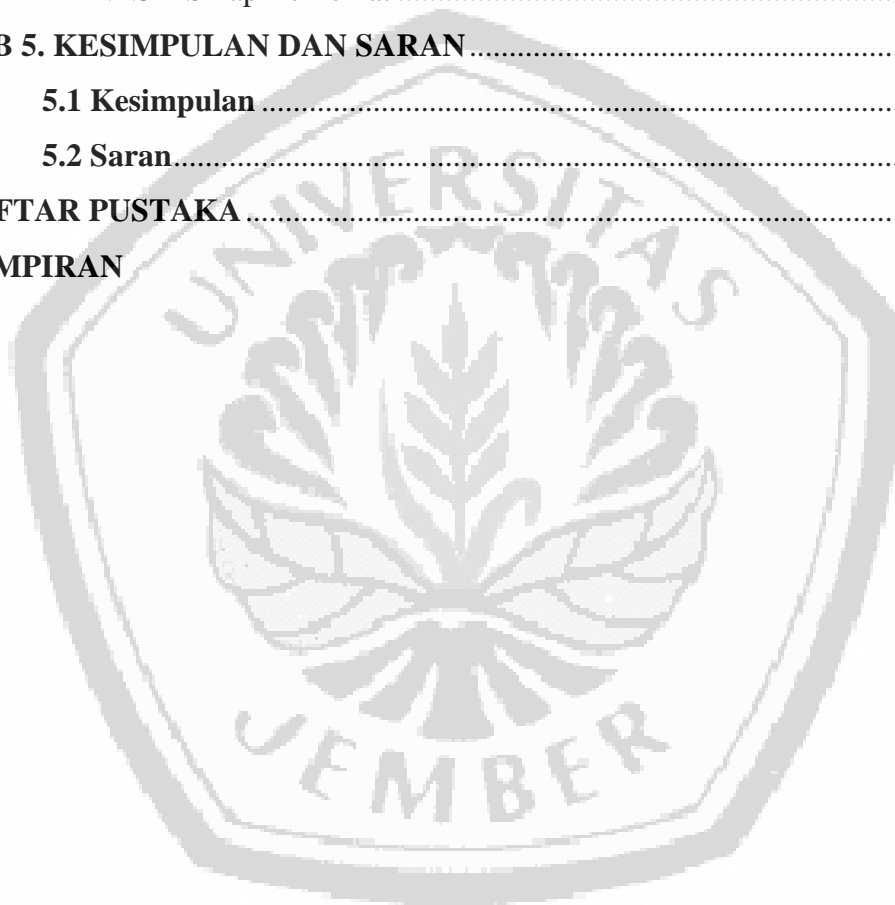 B 5. KESIMPULAN DAN SARAN
5.1 Kesimpulan
5.2 Saran
FTAR PUSTAKA
MPIRAN
UNIVERSITAS
JEMBER